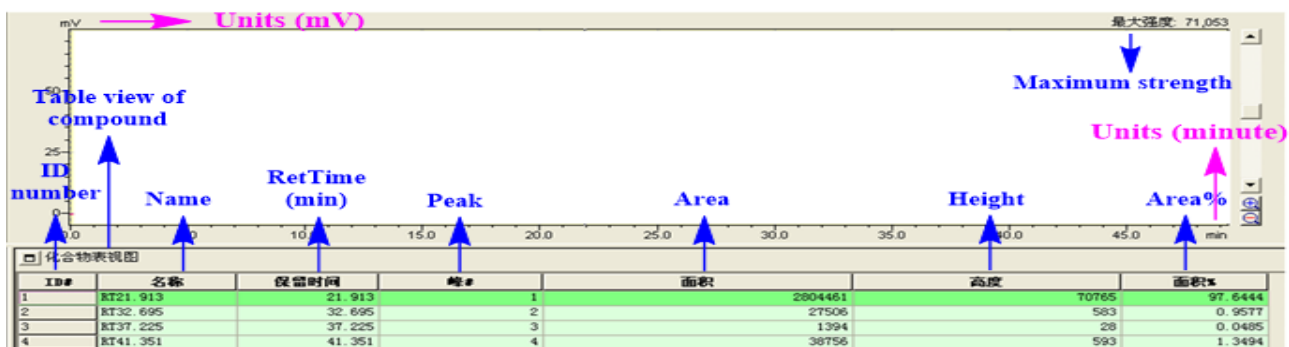 mV
Units (mV)
最大强度: 71,053
Maximum strength
Table view of
compound
Units (minute)
25
ID
number
Name
RetTime
(min)
Peak
Area
Height
Area%
0
15.0 20.0 25.0 30.0 35.0 40.0 45.0 min
化合物表视图
ID# 名称 保留时间 峰# 面积 高度 面积%
1 RT21.913 21.913 1 2804461 70765 97.6444
2 RT32.695 32.695 2 27506 583 0.9577
3 RT37.225 37.225 3 1394 28 0.0485
4 RT41.351 41.351 4 38756 593 1.3494